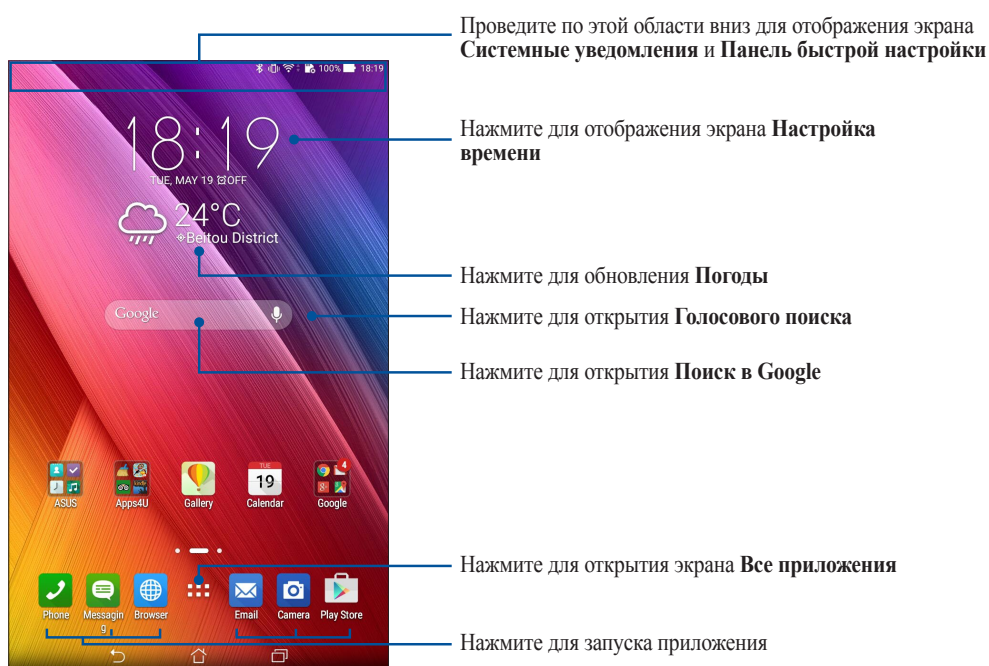 Проведите по этой области вниз для отображения экрана
Системные уведомления и Панель быстрой настройки
100% 18:19
18:19
Нажмите для отображения экрана Настройка
времени
TUE, MAY 19 OFF
24°C
Beitou District
Нажмите для обновления Погоды
Google
Нажмите для открытия Голосового поиска
Нажмите для открытия Поиск в Google
4
TUE
19
ASUS Apps4U Gallery Calendar Google
Нажмите для открытия экрана Все приложения
Phone Messagin Browser Email Camera Play Store
g
Нажмите для запуска приложения